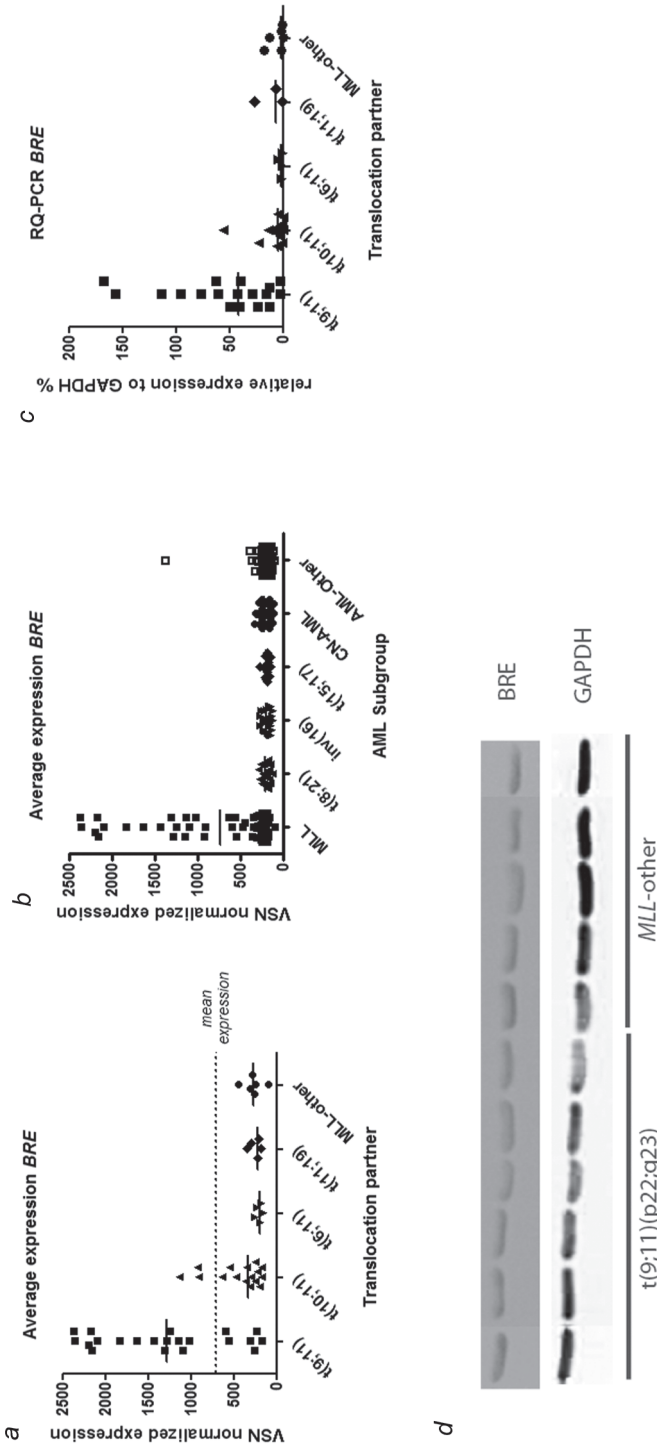 a
Average expression BRE
VSN normalized expression
2500
2000
1500
1000
500
0
mean
expression
t(9;11)
t(10;11)
t(6;11)
t(11;19)
MLL-other
Translocation partner
b
Average expression BRE
VSN normalized expression
2500
2000
1500
1000
500
0
MLL
t(8;21)
inv(16)
t(15;17)
CN-AML
AML-Other
AML Subgroup
c
RQ-PCR BRE
relative expression to GAPDH %
200
150
100
50
0
t(9;11)
t(10;11)
t(6;11)
t(11;19)
MLL-other
Translocation partner
d
BRE
GAPDH
t(9;11)(p22;q23)
MLL-other